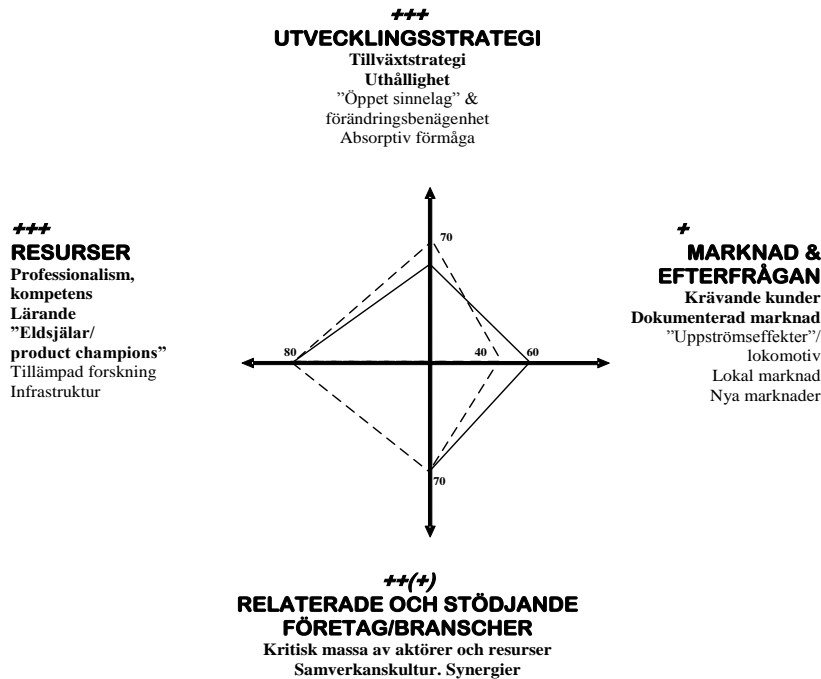 +++
UTVECKLINGSSTRATEGI
Tillväxtstrategi
Uthållighet
”Öppet sinnelag” &
förändringsbenägenhet
Absorptiv förmåga
+++
RESURSER
Professionalism,
kompetens
Lärande
”Eldsjälar/
product champions”
Tillämpad forskning
Infrastruktur
70
80
40
60
70
+
MARKNAD &
EFTERFRÅGAN
Krävande kunder
Dokumenterad marknad
”Uppströmseffekter”/
lokomotiv
Lokal marknad
Nya marknader
++(+)
RELATERADE OCH STÖDJANDE
FÖRETAG/BRANSCHER
Kritisk massa av aktörer och resurser
Samverkanskultur. Synergier